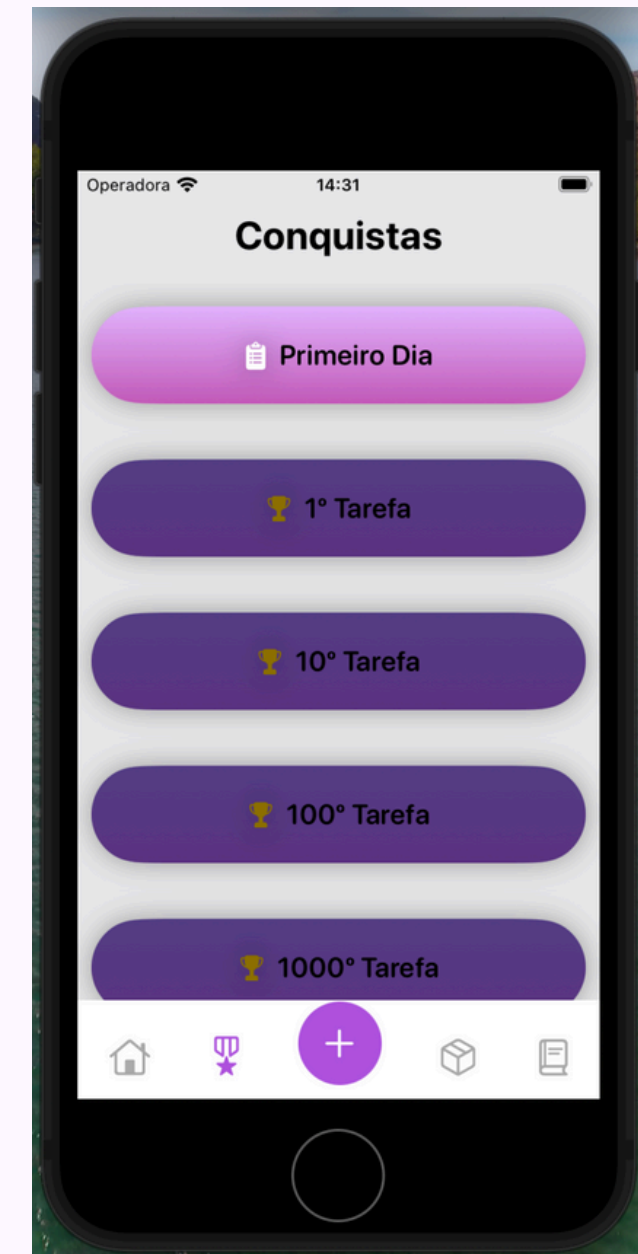 Operadora 14:31
Conquistas
Primeiro Dia
1° Tarefa
10° Tarefa
100° Tarefa
1000° Tarefa